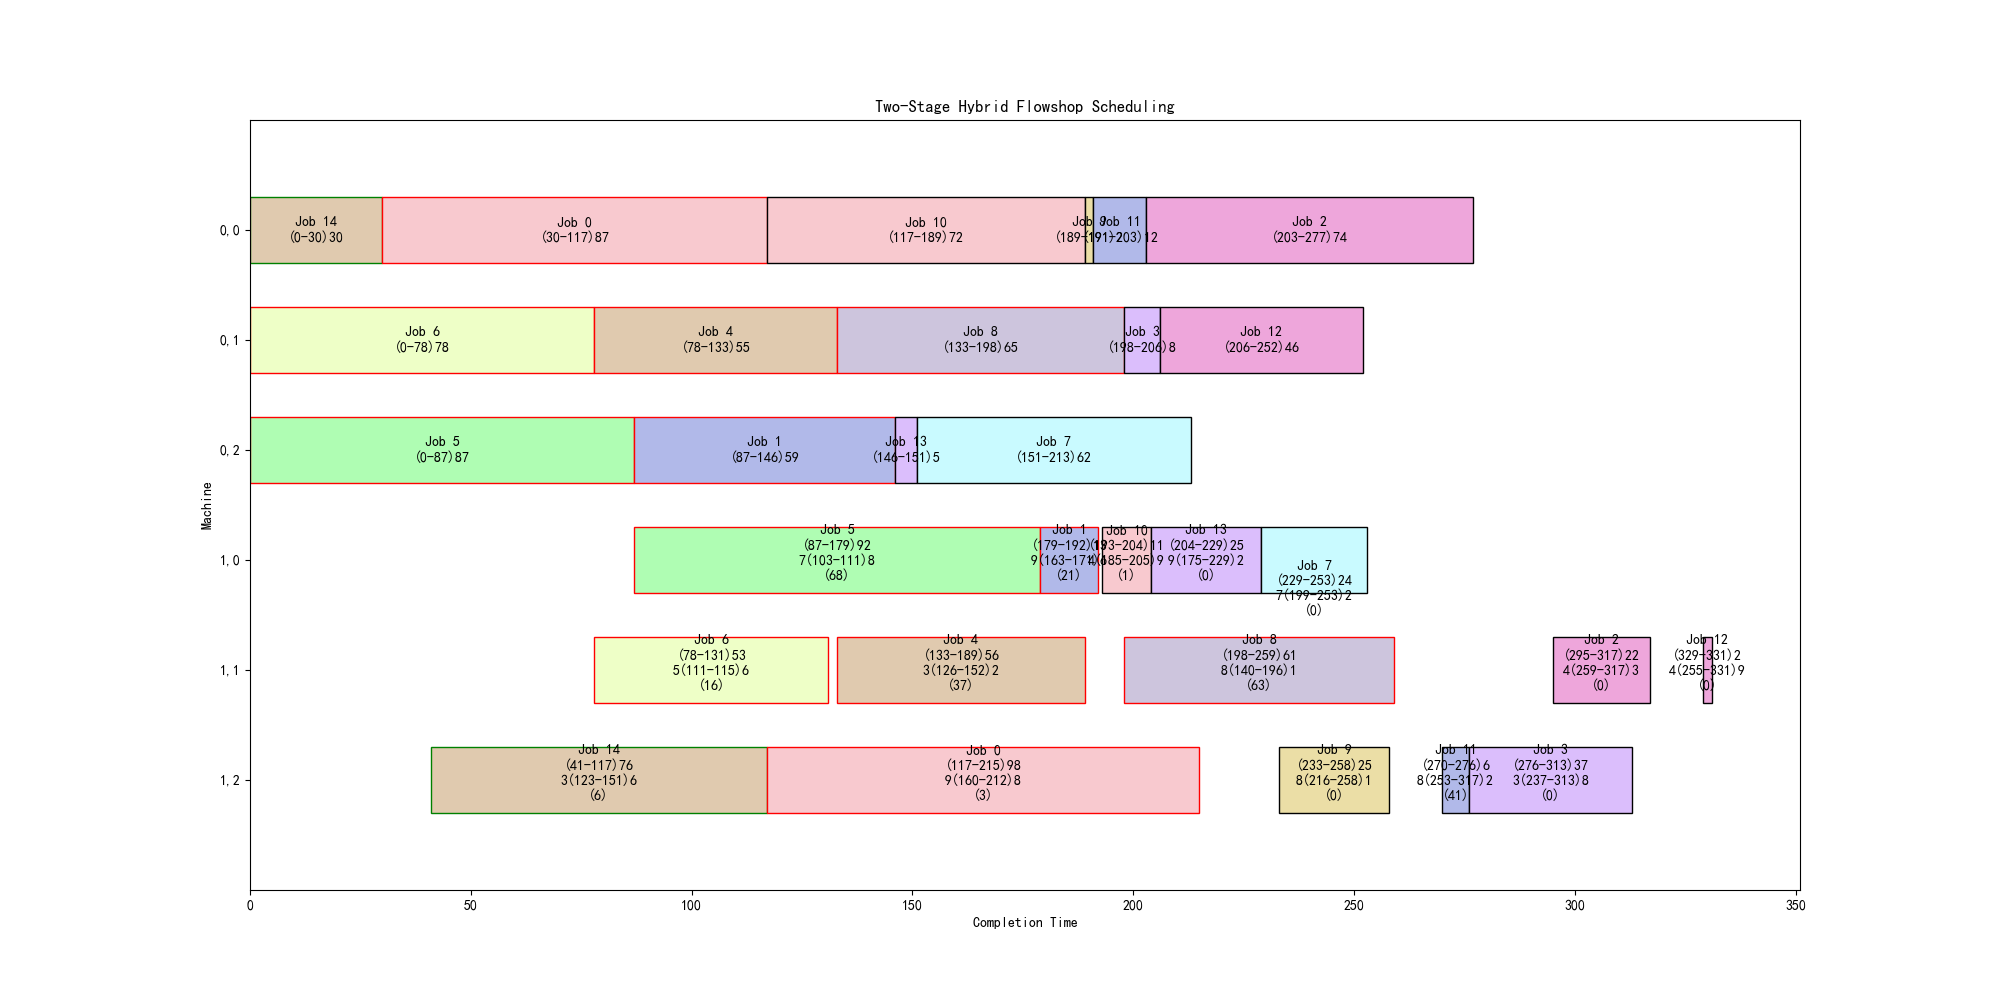 Two-Stage Hybrid Flowshop Scheduling
0,0
Job 14
(0-30)30
Job 0
(30-117)87
Job 10
(117-189)72
Job 9
(189-191)2
Job 11
(191-203)12
Job 2
(203-277)74
0,1
Job 6
(0-78)78
Job 4
(78-133)55
Job 8
(133-198)65
Job 3
(198-206)8
Job 12
(206-252)46
0,2
Job 5
(0-87)87
Job 1
(87-146)59
Job 13
(146-151)5
Job 7
(151-213)62
Machine
1,0
Job 5
(87-179)92
7(103-111)8
(68)
Job 1
(179-192)13
(21)
Job 10
(193-204)11
(1)
Job 13
(204-229)25
9(175-229)2
(0)
Job 7
(229-253)24
7(199-253)2
(0)
1,1
Job 6
(78-131)53
5(111-115)6
(16)
Job 4
(133-189)56
3(126-152)2
(37)
Job 8
(198-259)61
8(140-196)1
(63)
Job 2
(295-317)22
4(259-317)3
(0)
Job 12
(329-331)2
4(255-331)9
(0)
1,2
Job 14
(41-117)76
3(123-151)6
(6)
Job 0
(117-215)98
9(160-212)8
(3)
Job 9
(233-258)25
8(216-258)1
(0)
Job 11
(270-276)6
8(253-317)2
(41)
Job 3
(276-313)37
3(237-313)8
(0)
0
50
100
150
200
250
300
350
Completion Time